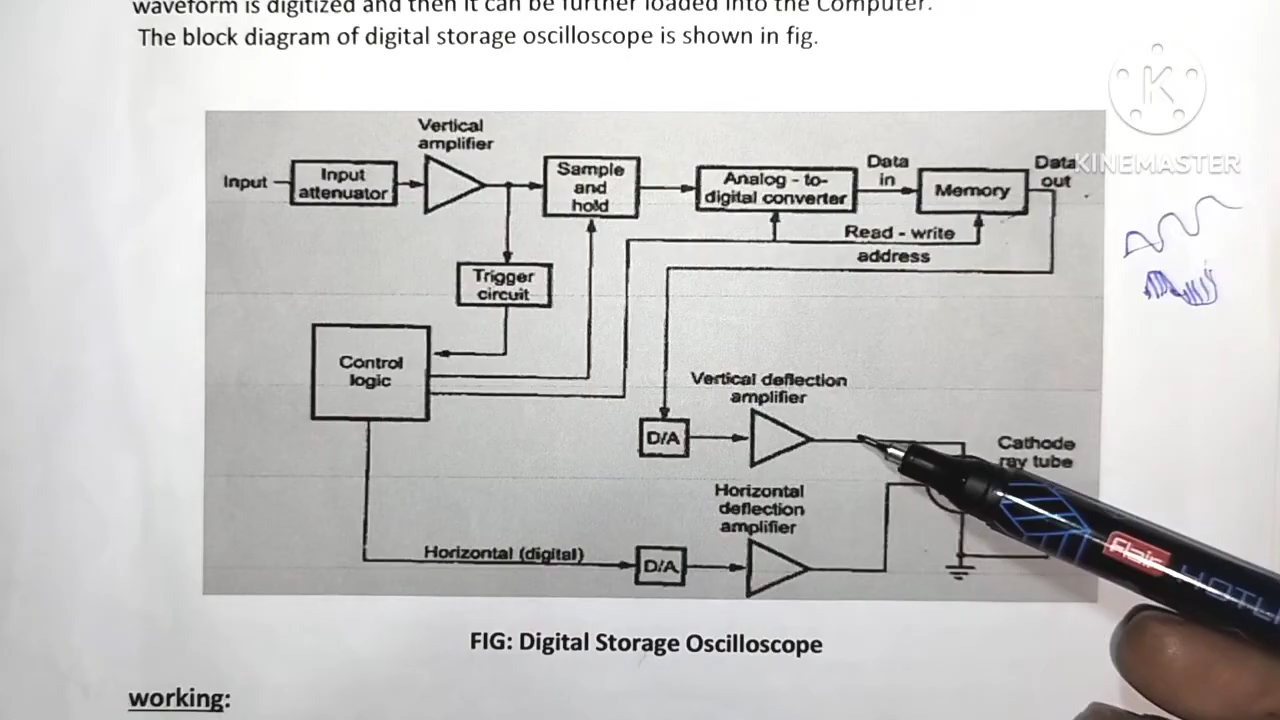 waveform is digitized and then it can be further loaded into the Computer.
The block diagram of digital storage oscilloscope is shown in fig.
KINEMASTER
Vertical
amplifier
Input
Input
attenuator
Sample
and
hold
Analog - to-
digital converter
Data
in
Memory
Data
out
Read - write
address
Trigger
circuit
Control
logic
Vertical deflection
amplifier
D/A
Cathode
ray tube
Horizontal
deflection
amplifier
Horizontal (digital)
D/A
Flair HOTL
FIG: Digital Storage Oscilloscope
working: